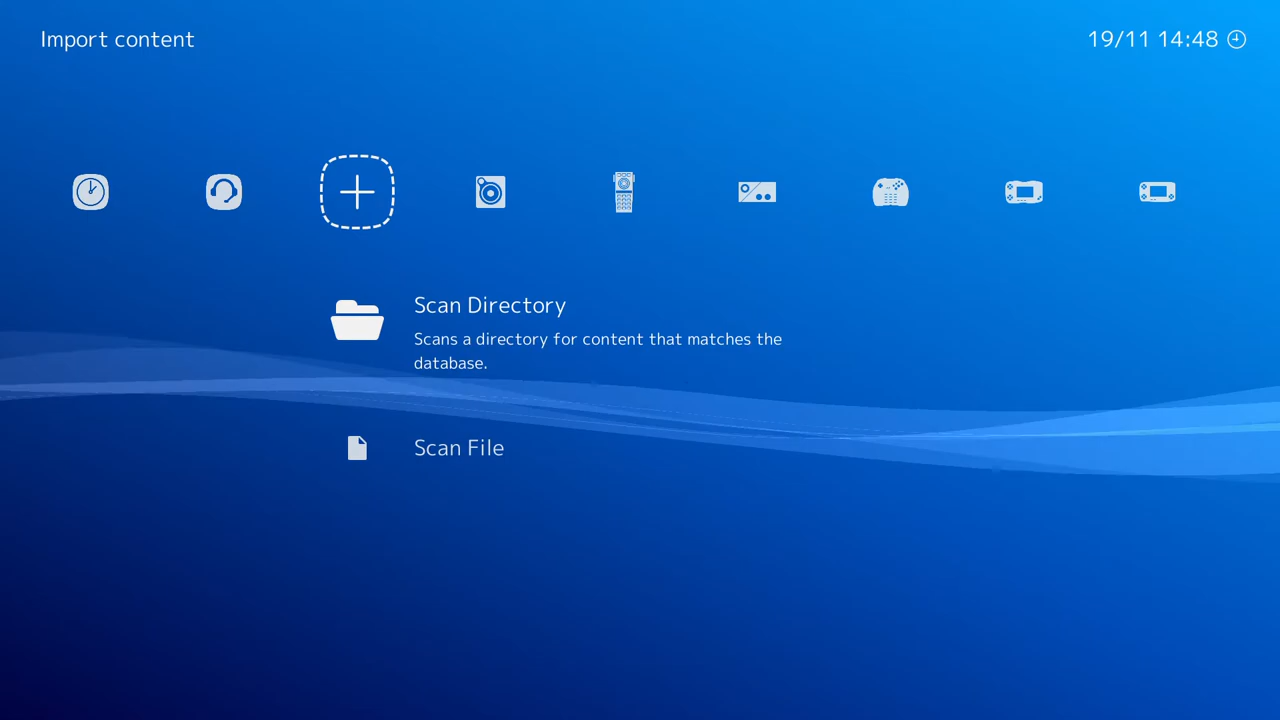 Import content
19/11 14:48
Scan Directory
Scans a directory for content that matches the
database.
Scan File